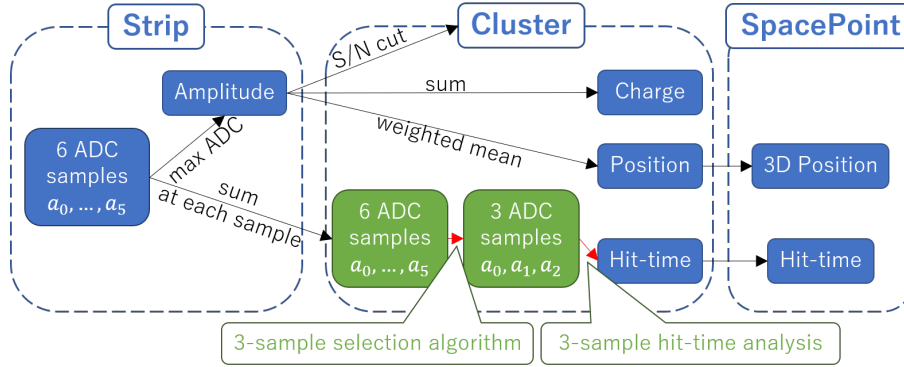 Strip
Cluster
SpacePoint
S/N cut
Amplitude
sum
Charge
max ADC
weighted mean
6 ADC
samples
a₀, ..., a₅
Position
3D Position
sum
at each sample
6 ADC
samples
a₀, ..., a₅
3 ADC
samples
a₀, a₁, a₂
Hit-time
Hit-time
3-sample selection algorithm
3-sample hit-time analysis